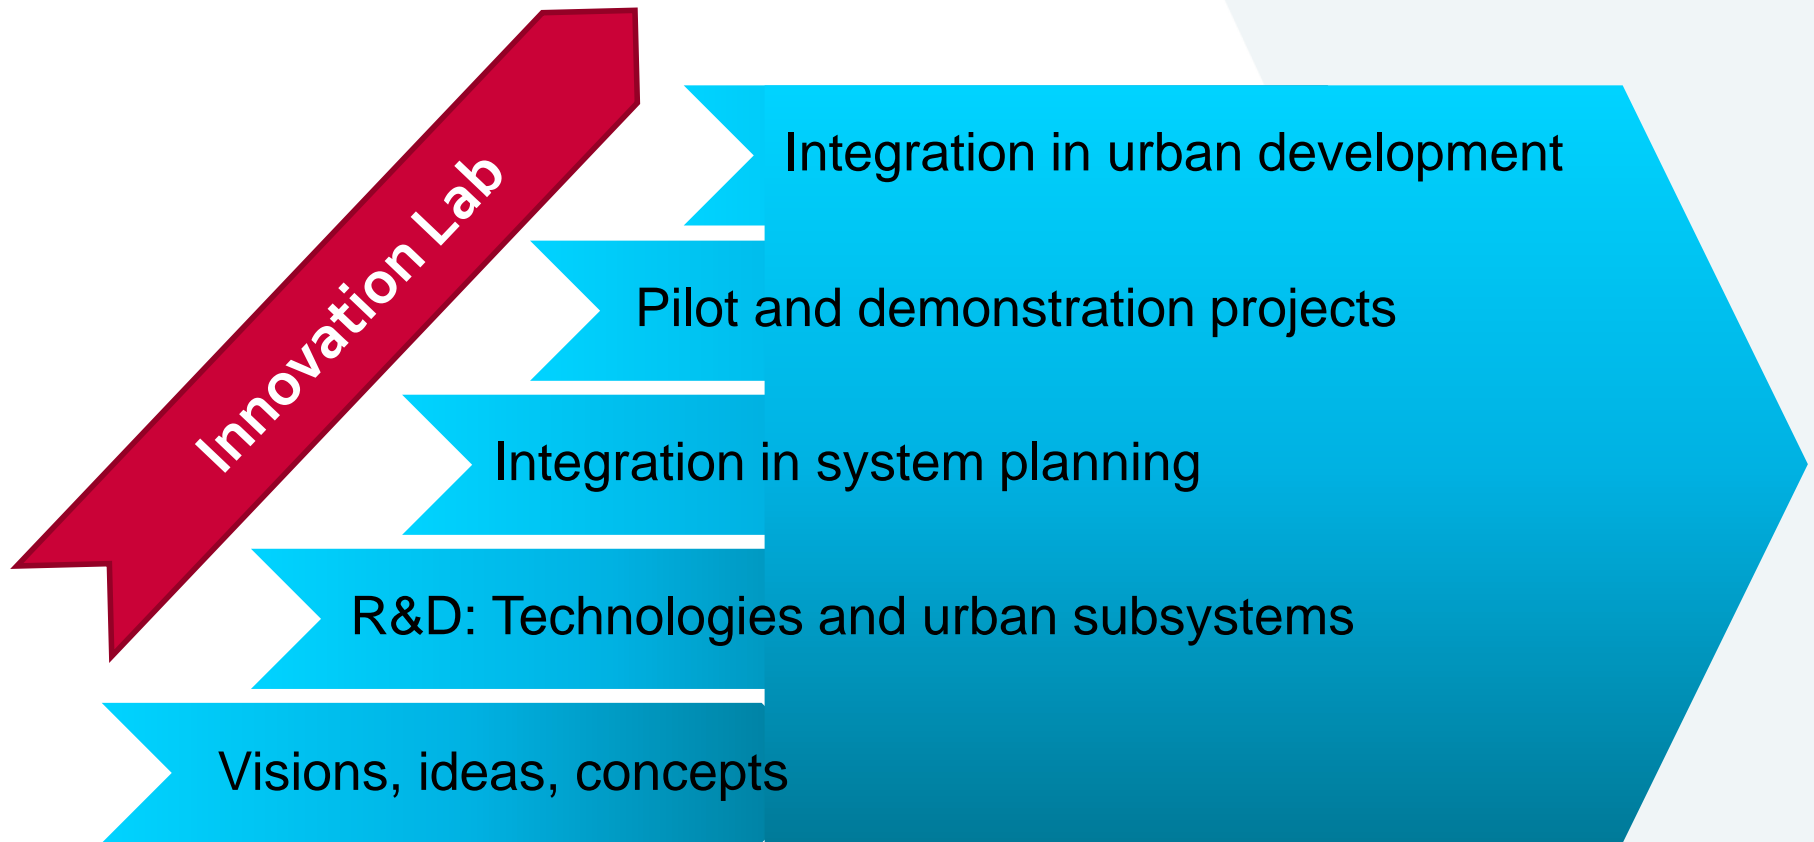 Innovation Lab
Integration in urban development
Pilot and demonstration projects
Integration in system planning
R&D: Technologies and urban subsystems
Visions, ideas, concepts